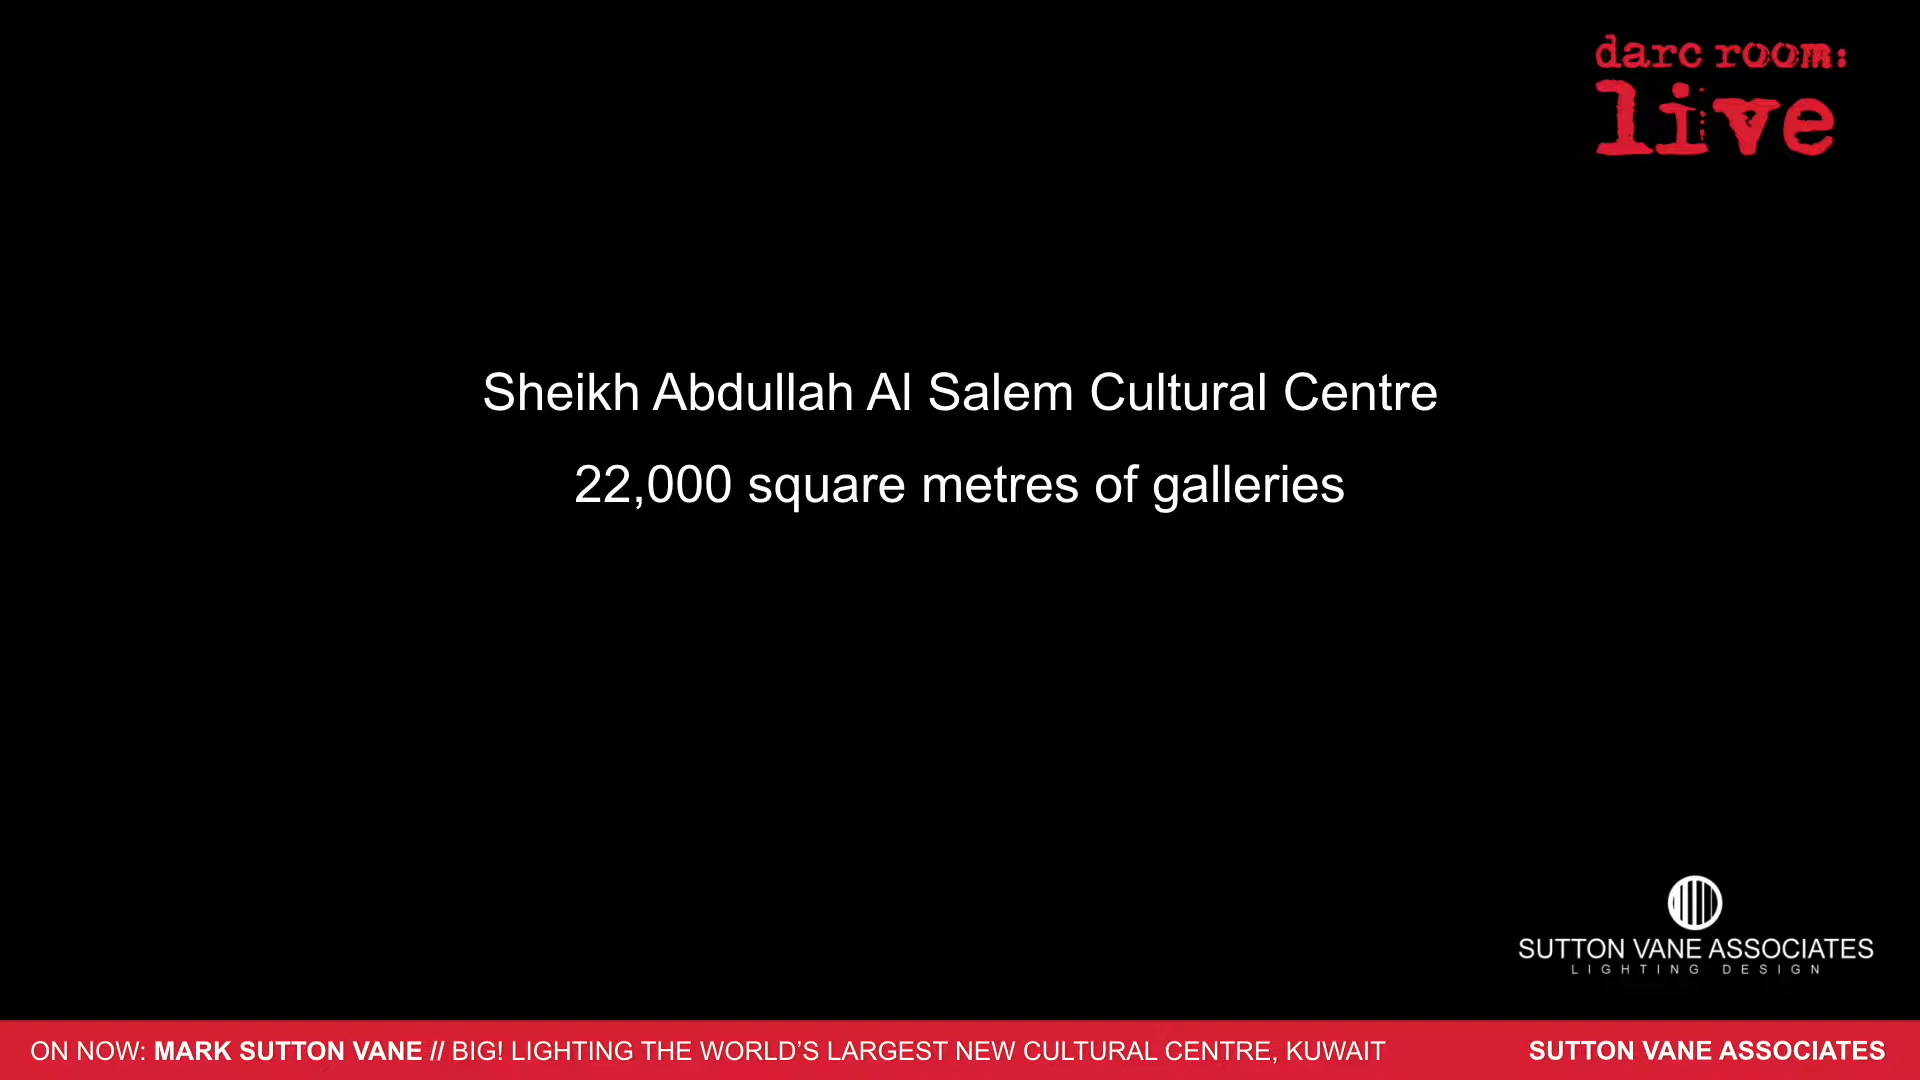 darc room:
live
Sheikh Abdullah Al Salem Cultural Centre
22,000 square metres of galleries
SUTTON VANE ASSOCIATES
LIGHTING DESIGN
ON NOW: MARK SUTTON VANE // BIG! LIGHTING THE WORLD’S LARGEST NEW CULTURAL CENTRE, KUWAIT
SUTTON VANE ASSOCIATES